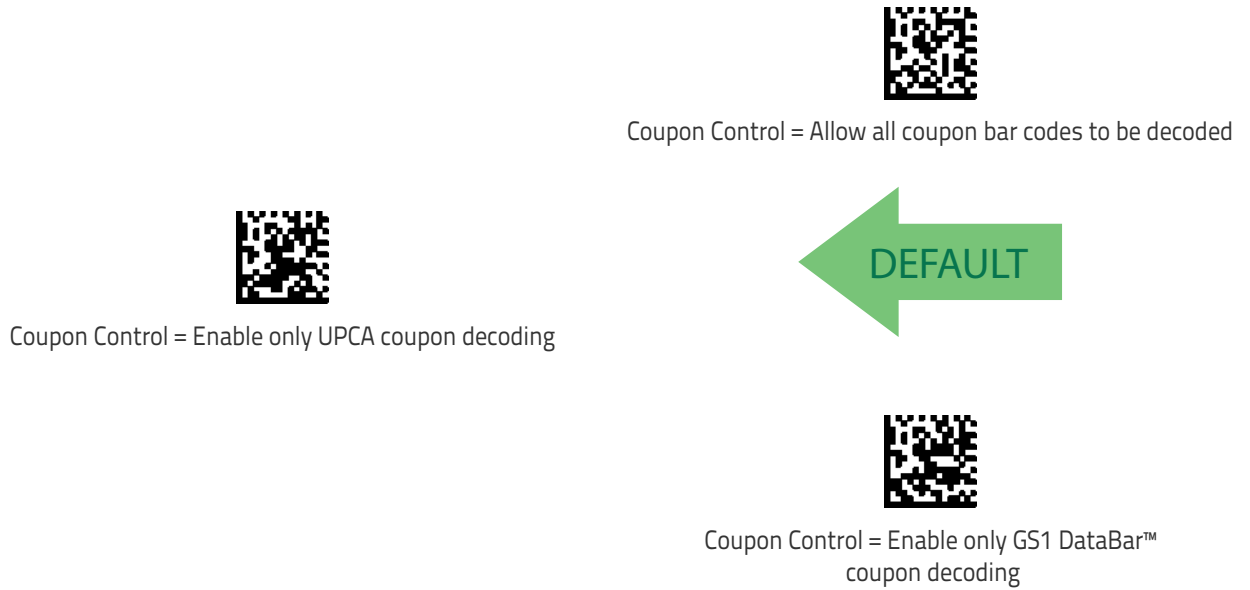 Coupon Control = Allow all coupon bar codes to be decoded
DEFAULT
Coupon Control = Enable only UPCA coupon decoding
Coupon Control = Enable only GS1 DataBar™
coupon decoding